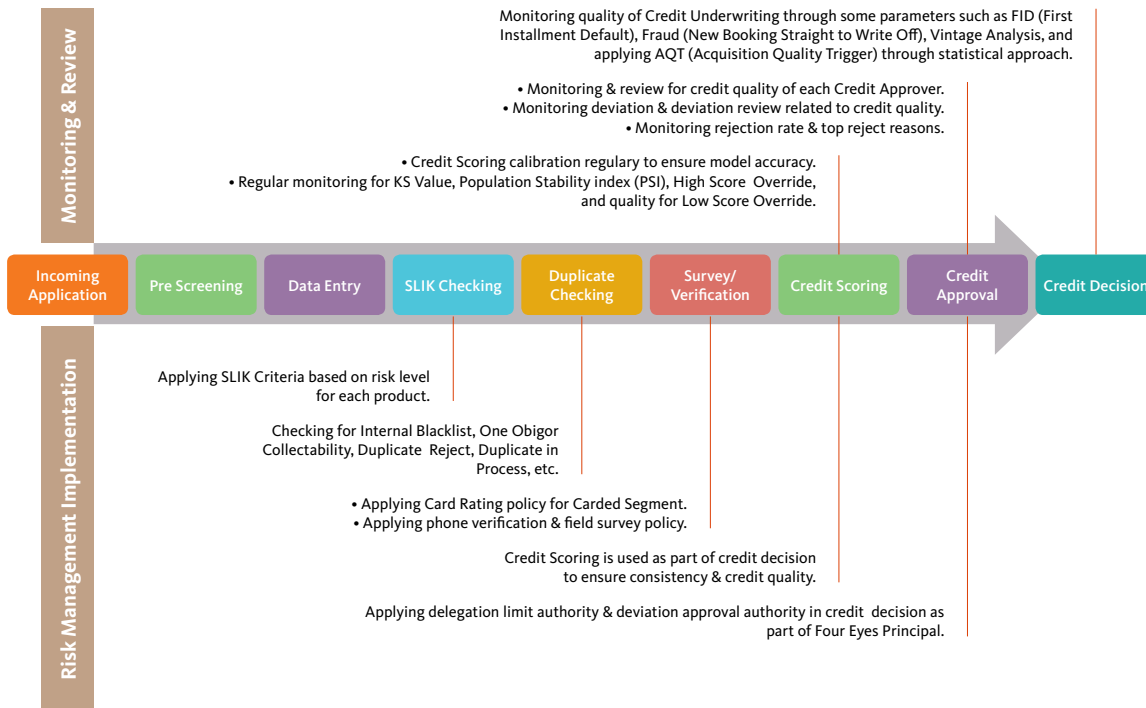 Monitoring & Review
Monitoring quality of Credit Underwriting through some parameters such as FID (First
Installment Default), Fraud (New Booking Straight to Write Off), Vintage Analysis, and
applying AQT (Acquisition Quality Trigger) through statistical approach.
• Monitoring & review for credit quality of each Credit Approver.
• Monitoring deviation & deviation review related to credit quality.
• Monitoring rejection rate & top reject reasons.
• Credit Scoring calibration regulary to ensure model accuracy.
• Regular monitoring for KS Value, Population Stability index (PSI), High Score Override,
and quality for Low Score Override.
Incoming
Application
Pre Screening
Data Entry
SLIK Checking
Duplicate
Checking
Survey/
Verification
Credit Scoring
Credit
Approval
Credit Decision
Risk Management Implementation
Applying SLIK Criteria based on risk level
for each product.
Checking for Internal Blacklist, One Obigor
Collectability, Duplicate Reject, Duplicate in
Process, etc.
• Applying Card Rating policy for Carded Segment.
• Applying phone verification & field survey policy.
Credit Scoring is used as part of credit decision
to ensure consistency & credit quality.
Applying delegation limit authority & deviation approval authority in credit decision as
part of Four Eyes Principal.